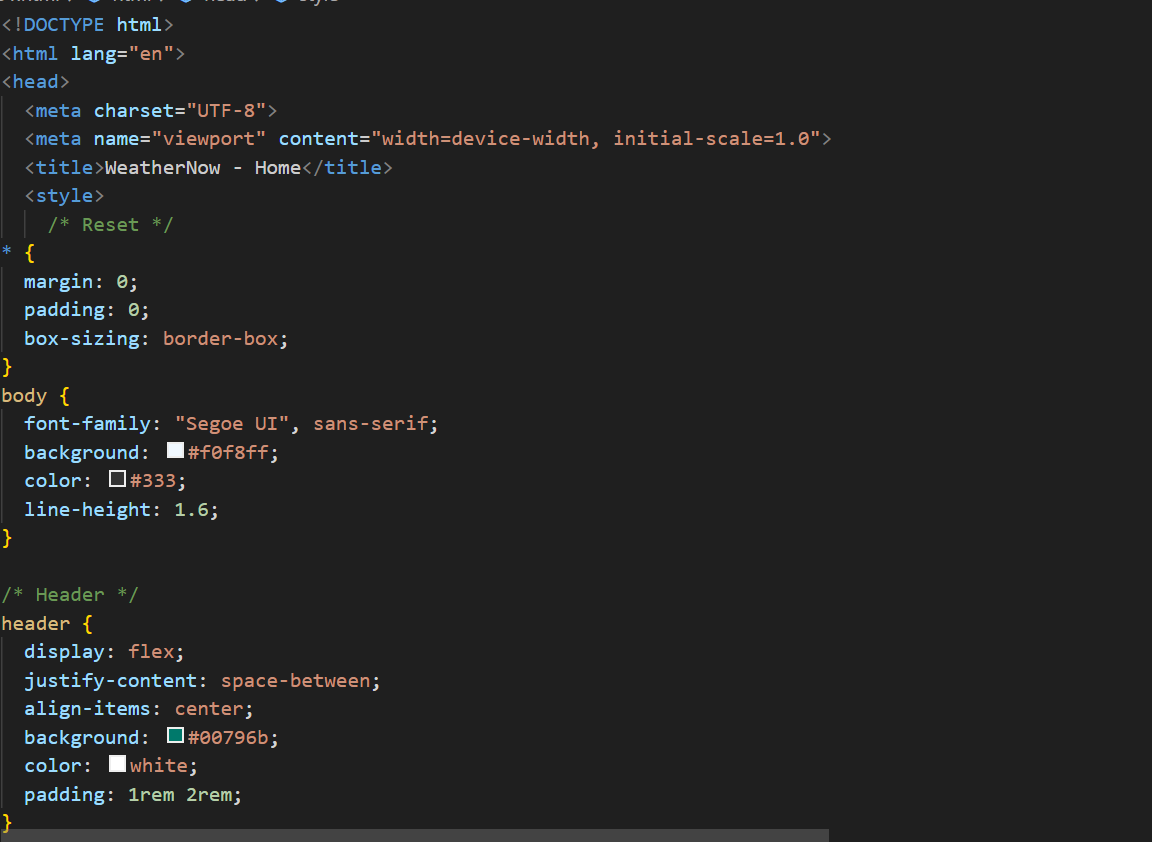 <!DOCTYPE html>
<html lang="en">
<head>
  <meta charset="UTF-8">
  <meta name="viewport" content="width=device-width, initial-scale=1.0">
  <title>WeatherNow - Home</title>
  <style>
    /* Reset */
* {
  margin: 0;
  padding: 0;
  box-sizing: border-box;
}
body {
  font-family: "Segoe UI", sans-serif;
  background: #f0f8ff;
  color: #333;
  line-height: 1.6;
}

/* Header */
header {
  display: flex;
  justify-content: space-between;
  align-items: center;
  background: #00796b;
  color: white;
  padding: 1rem 2rem;
}